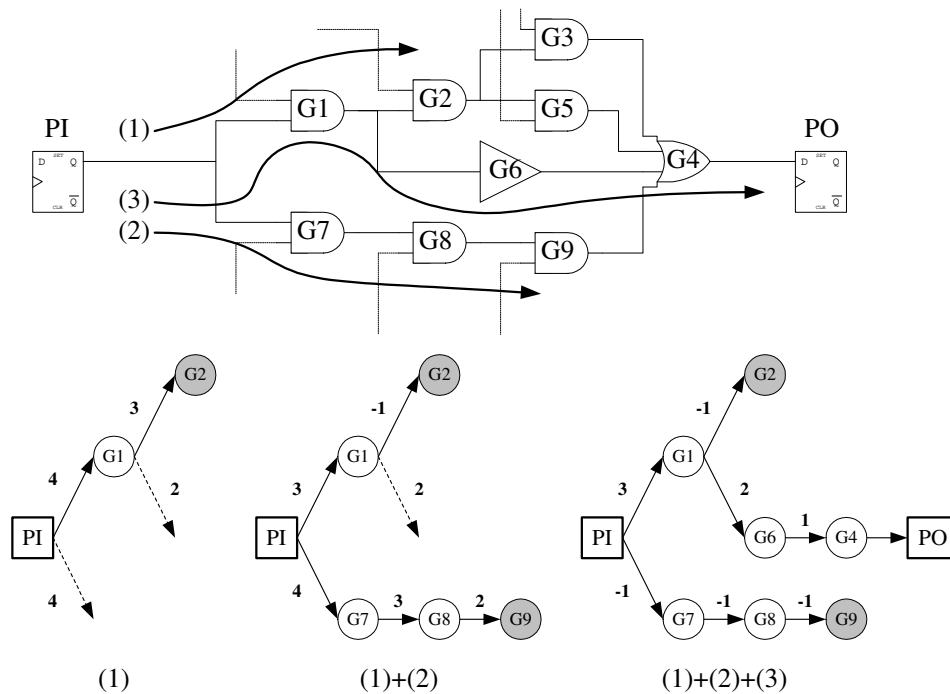 G3
G2
G1
G5
PI
(1)
PO
D SET Q
G6
G4
D SET Q
CLR Q
(3)
CLR Q
(2)
G7
G8
G9
G2
G2
G2
3
-1
-1
G1
G1
G1
4
2
3
2
3
2
1
PI
PI
PI
G6
G4
PO
4
4
3
2
-1
-1
-1
G7
G8
G9
G7
G8
G9
(1)
(1)+(2)
(1)+(2)+(3)